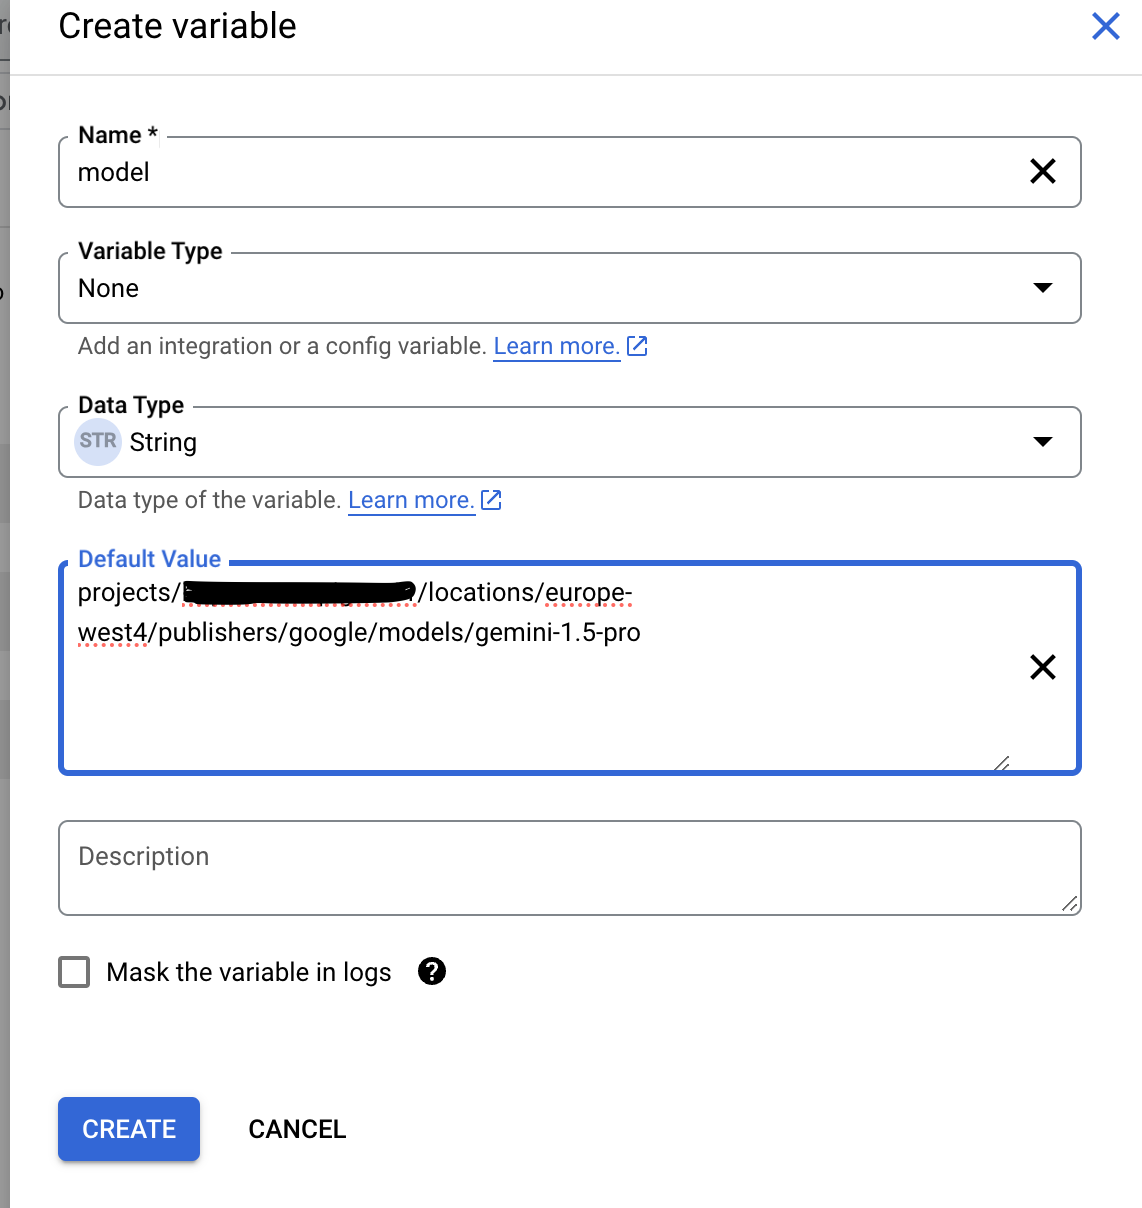 Create variable
Name *
model
Variable Type
None
Add an integration or a config variable. Learn more.
Data Type
STR String
Data type of the variable. Learn more.
Default Value
projects/ /locations/europe-
west4/publishers/google/models/gemini-1.5-pro
Description
Mask the variable in logs
CREATE CANCEL